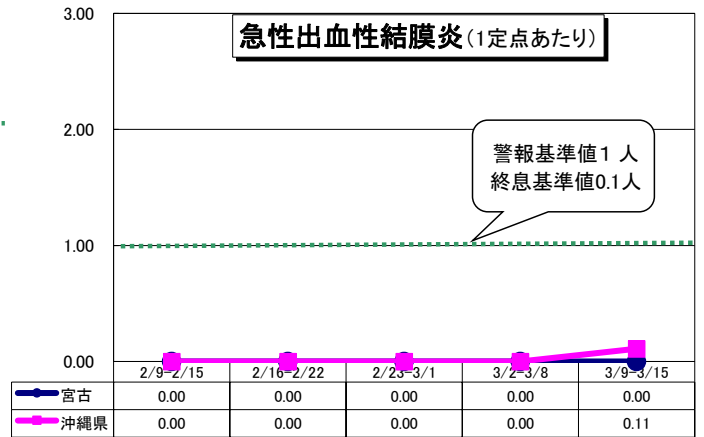 急性出血性結膜炎(1定点あたり)
3.00
2.00
1.00
0.00
警報基準値1 人
終息基準値0.1人
2/9-2/15 2/16-2/22 2/23-3/1 3/2-3/8 3/9-3/15
宮古 0.00 0.00 0.00 0.00 0.00
沖縄県 0.00 0.00 0.00 0.00 0.11